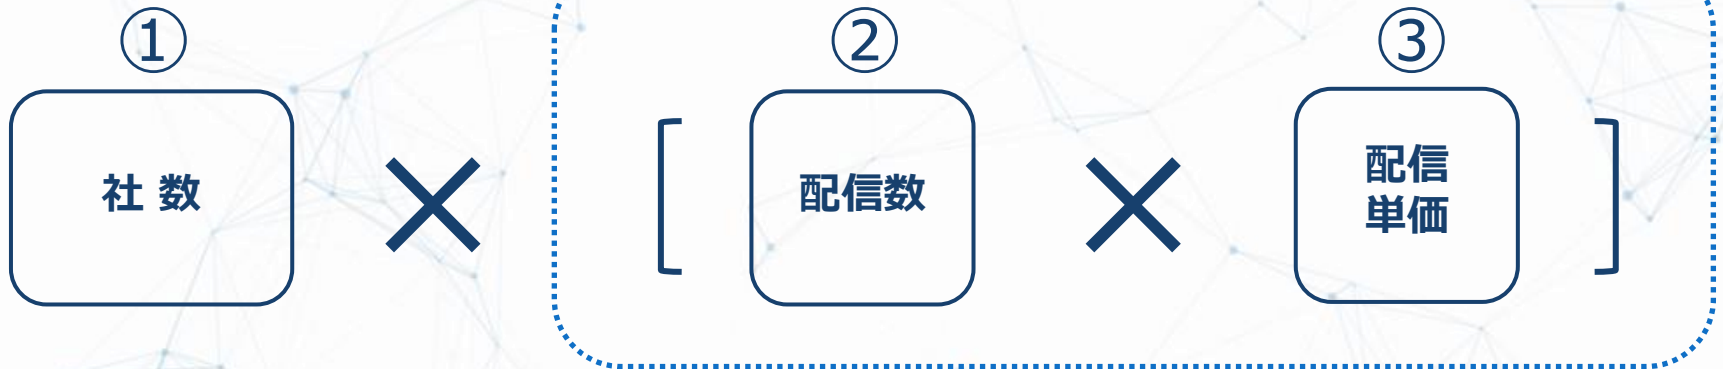 ① ② ③
社 数 × [ 配信数 × 配信
単価 ]